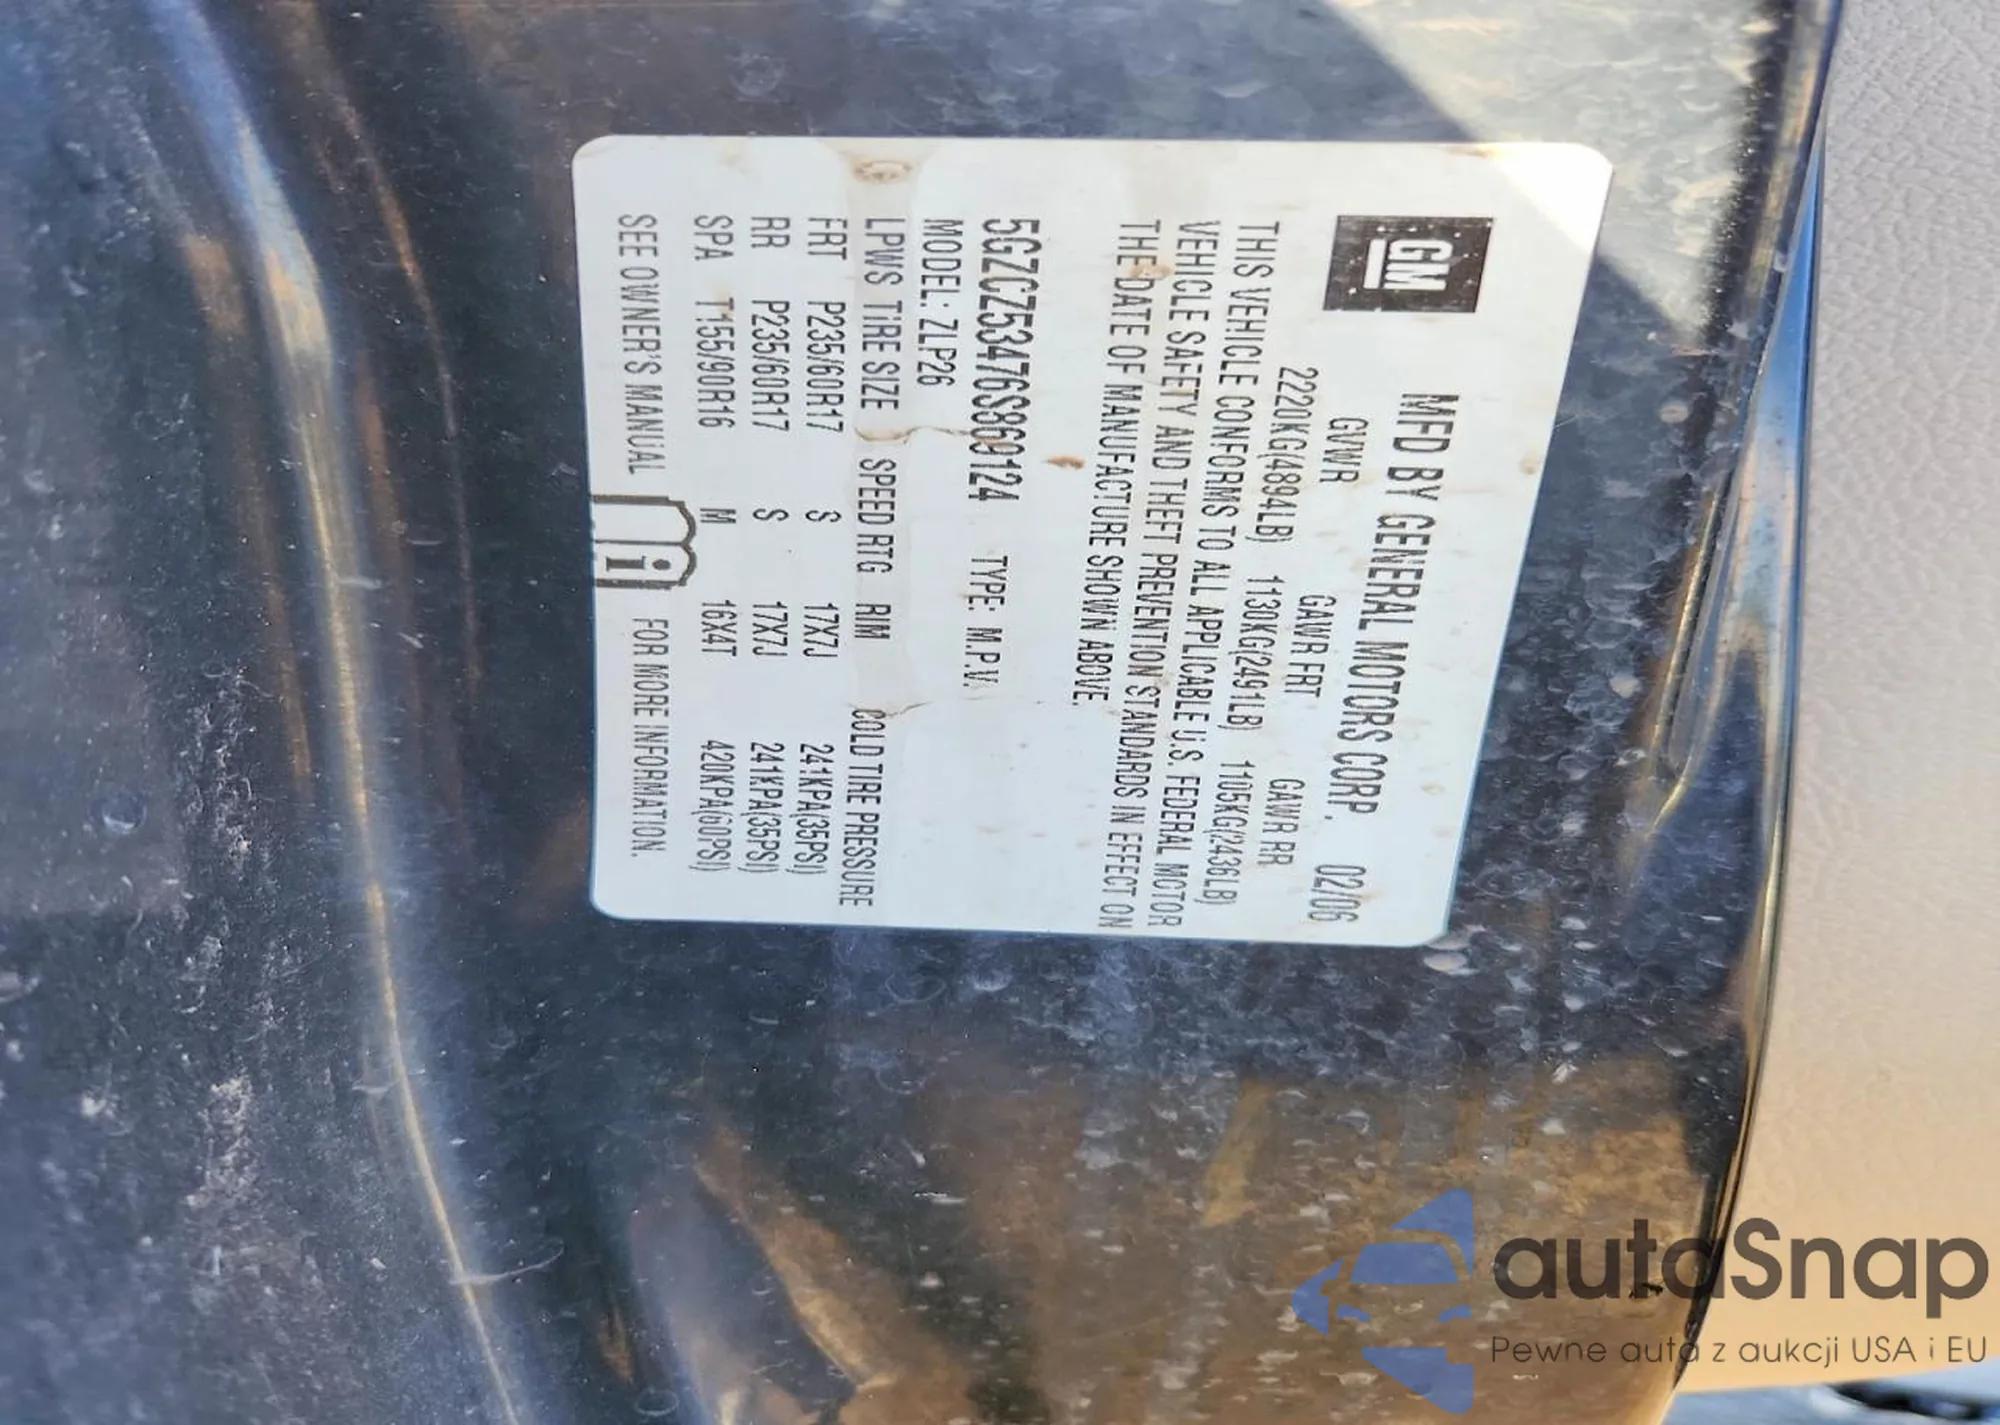 GM
MFD BY GENERAL MOTORS CORP. 02/06
GVWR GAWR FRT GAWR RR
2220KG(4894LB) 1130KG(2491LB) 1105KG(2436LB)
THIS VEHICLE CONFORMS TO ALL APPLICABLE U.S. FEDERAL MOTOR
VEHICLE SAFETY AND THEFT PREVENTION STANDARDS IN EFFECT ON
THE DATE OF MANUFACTURE SHOWN ABOVE.
5GZCZ53476S869124 TYPE: M.P.V.
MODEL: ZLP26
LPWS TIRE SIZE SPEED RTG RIM COLD TIRE PRESSURE
FRT P235/60R17 S 17X7J 241KPA(35PSI)
RR P235/60R17 S 17X7J 241KPA(35PSI)
SPA T155/90R16 M 16X4T 420KPA(60PSI)
SEE OWNER'S MANUAL i FOR MORE INFORMATION.
autoSnap
Pewne auta z aukcji USA i EU